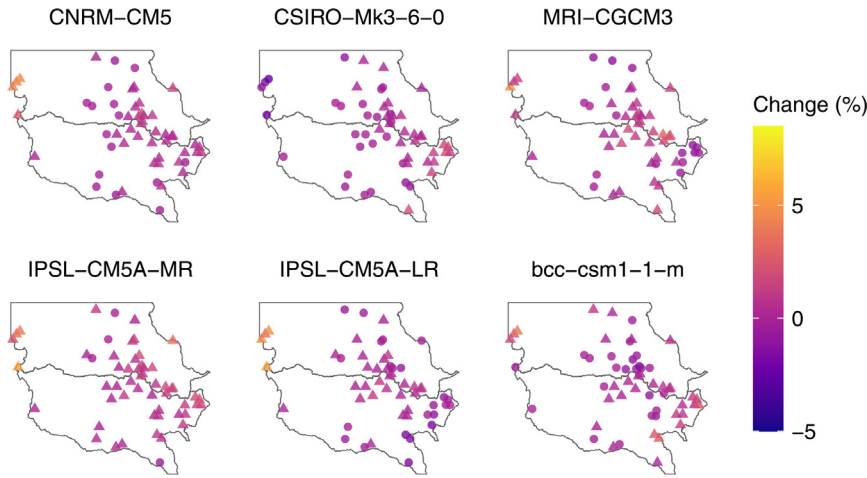 CNRM−CM5
CSIRO−Mk3−6−0
MRI−CGCM3
IPSL−CM5A−MR
IPSL−CM5A−LR
bcc−csm1−1−m
Change (%)
5
0
−5